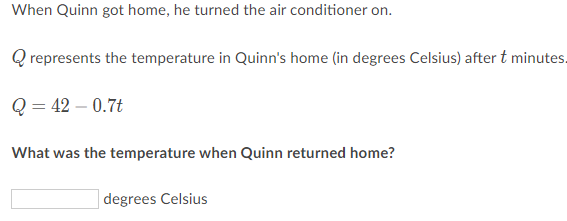 When Quinn got home, he turned the air conditioner on.
Q represents the temperature in Quinn's home (in degrees Celsius) after t minutes.
Q = 42 – 0.7t
What was the temperature when Quinn returned home?
degrees Celsius